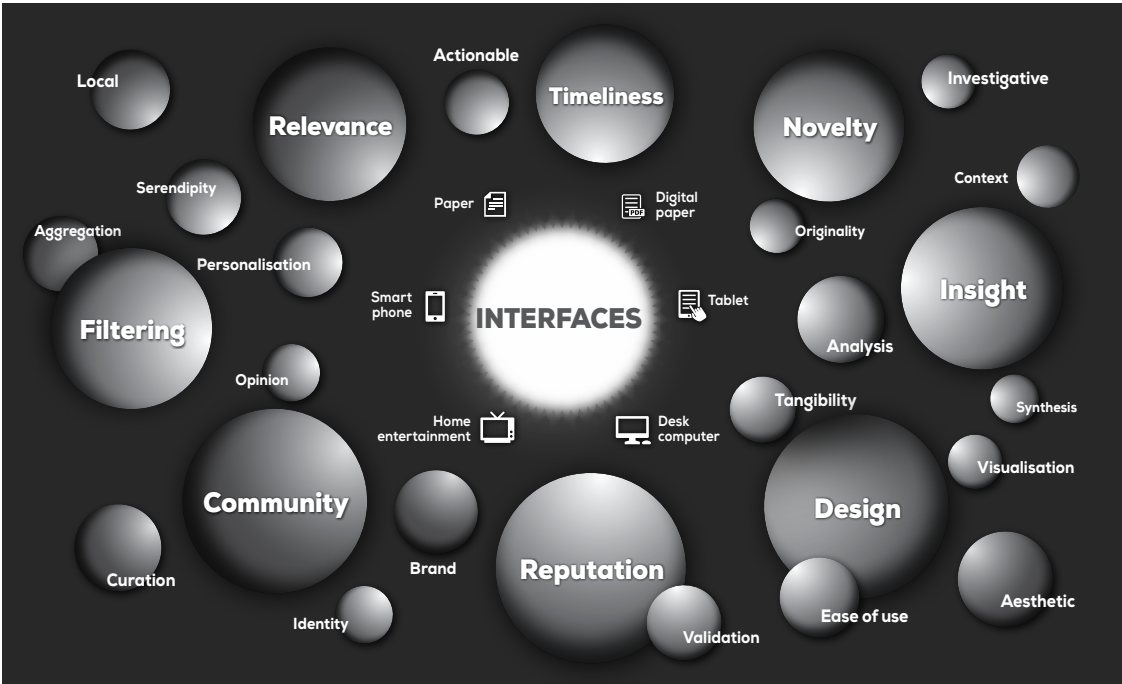 Actionable
Local
Investigative
Timeliness
Relevance
Novelty
Context
Serendipity
Paper
Digital
paper
Aggregation
Originality
Personalisation
Insight
Smart
phone
Tablet
INTERFACES
Filtering
Analysis
Opinion
Tangibility
Synthesis
Home
entertainment
Desk
computer
Visualisation
Community
Design
Brand
Reputation
Curation
Aesthetic
Ease of use
Identity
Validation
PDF